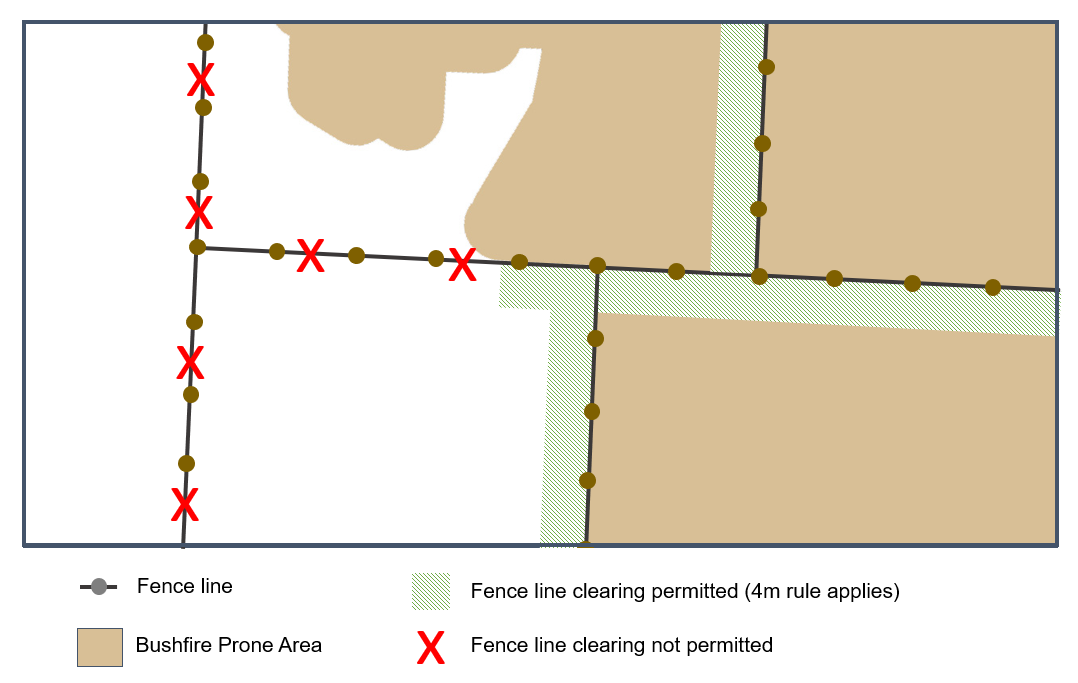 Fence line
Fence line clearing permitted (4m rule applies)
Bushfire Prone Area
Fence line clearing not permitted